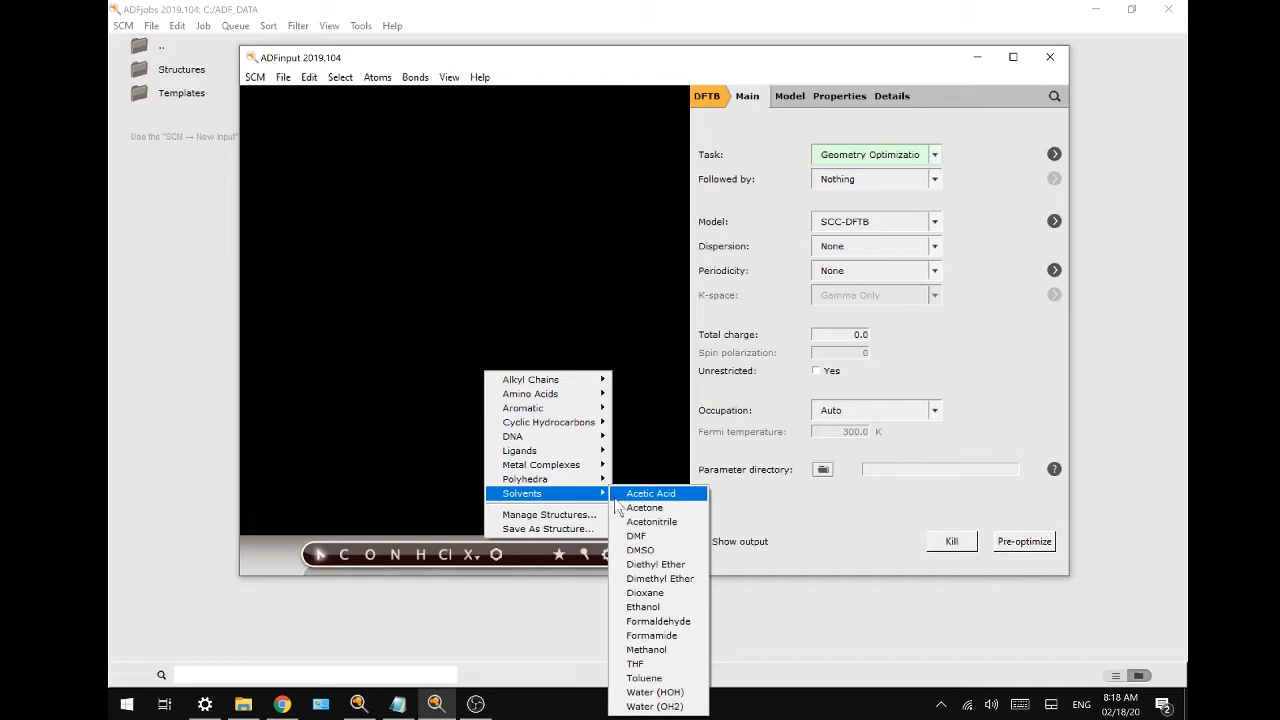 ADFjobs 2019.104: C:/ADF_DATA
SCM File Edit Job Queue Sort Filter View Tools Help
..
Structures
Templates
Use the "SCM → New Input"
ADFinput 2019.104
SCM File Edit Select Atoms Bonds View Help
DFTB Main Model Properties Details
Task: Geometry Optimizatio
Followed by: Nothing
Model: SCC-DFTB
Dispersion: None
Periodicity: None
K-space: Gamma Only
Total charge: 0.0
Spin polarization: 0
Unrestricted: Yes
Occupation: Auto
Fermi temperature: 300.0 K
Parameter directory: ?
Show output Kill Pre-optimize
Alkyl Chains
Amino Acids
Aromatic
Cyclic Hydrocarbons
DNA
Ligands
Metal Complexes
Polyhedra
Solvents
Manage Structures...
Save As Structure...
Acetic Acid
Acetone
Acetonitrile
DMF
DMSO
Diethyl Ether
Dimethyl Ether
Dioxane
Ethanol
Formaldehyde
Formamide
Methanol
THF
Toluene
Water (HOH)
Water (OH2)
C O N H Cl X
ENG
8:18 AM
02/18/20
2